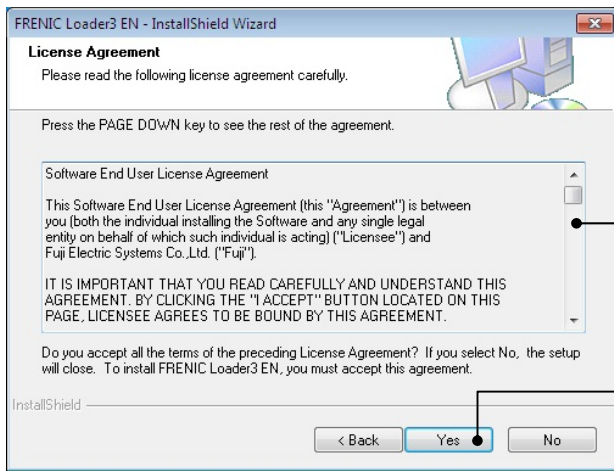 FRENIC Loader3 EN - InstallShield Wizard
License Agreement
Please read the following license agreement carefully.
Press the PAGE DOWN key to see the rest of the agreement.
Software End User License Agreement
This Software End User License Agreement (this "Agreement") is between
you (both the individual installing the Software and any single legal
entity on behalf of which such individual is acting) ("Licensee") and
Fuji Electric Systems Co.,Ltd. ("Fuji").
IT IS IMPORTANT THAT YOU READ CAREFULLY AND UNDERSTAND THIS
AGREEMENT. BY CLICKING THE "I ACCEPT" BUTTON LOCATED ON THIS
PAGE, LICENSEE AGREES TO BE BOUND BY THIS AGREEMENT.
Do you accept all the terms of the preceding License Agreement? If you select No, the setup
will close. To install FRENIC Loader3 EN, you must accept this agreement.
InstallShield
< Back Yes No